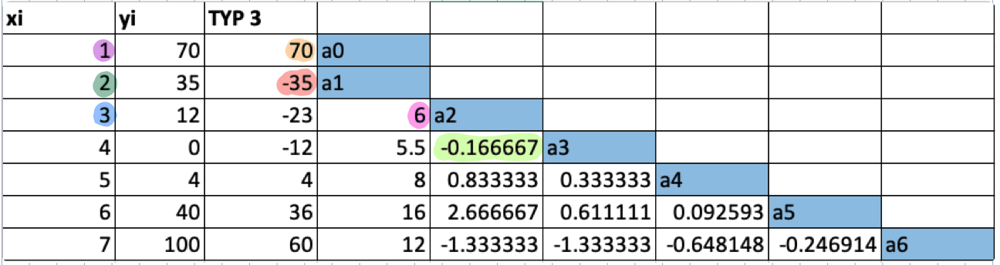 xi yi TYP 3
1 70 70 a0
2 35 -35 a1
3 12 -23 6 a2
4 0 -12 5.5 -0.166667 a3
5 4 4 8 0.833333 0.333333 a4
6 40 36 16 2.666667 0.611111 0.092593 a5
7 100 60 12 -1.333333 -1.333333 -0.648148 -0.246914 a6